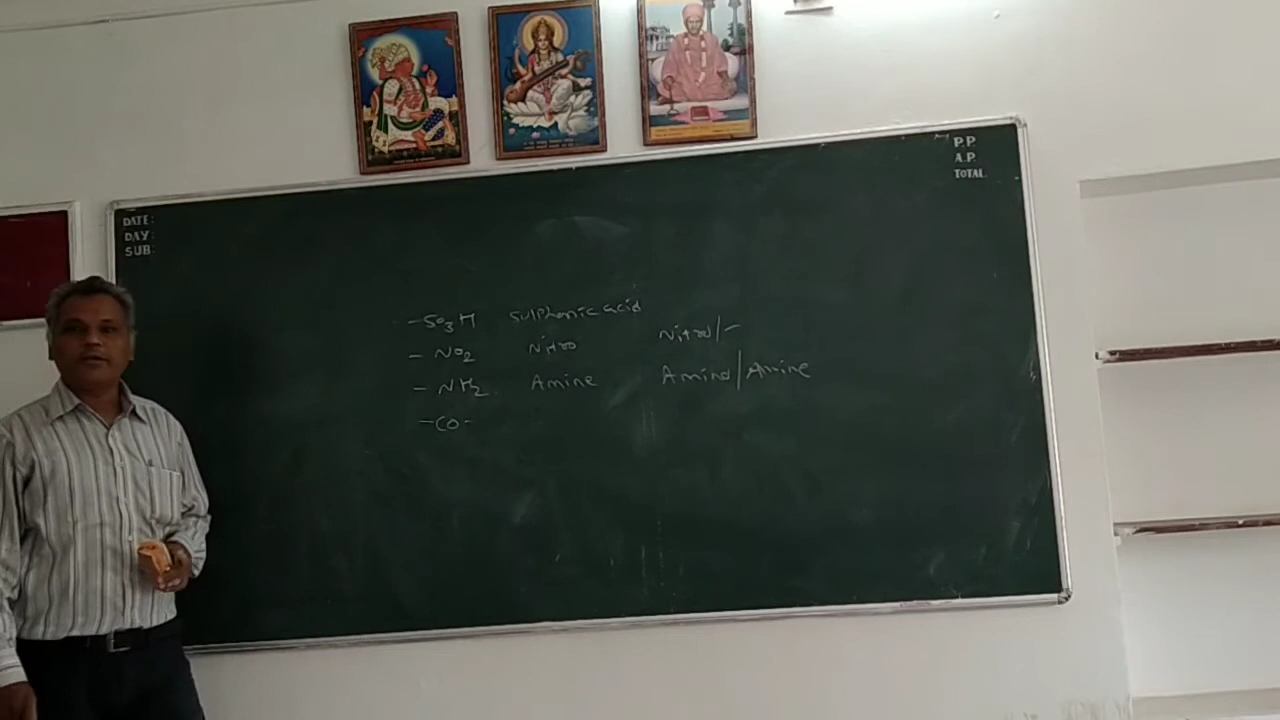 P.P.
A.P.
TOTAL
DATE:
DAY:
SUB:
-SO3H Sulphonic acid
-NO2 Nitro Nitro/-
-NH2 Amine Amino/Amine
-CO-